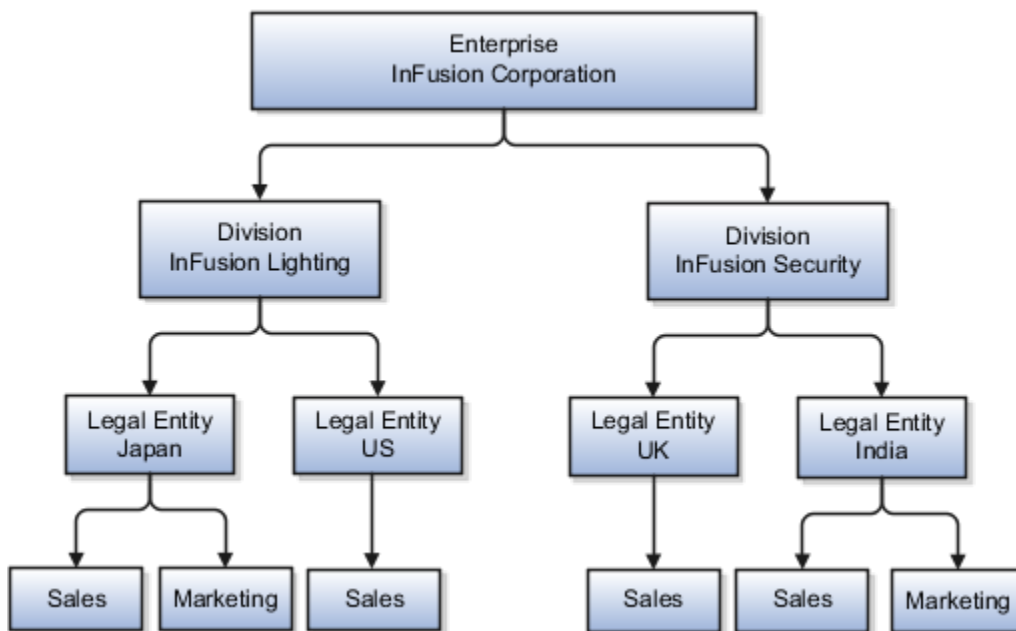 Enterprise
InFusion Corporation
Division
InFusion Lighting
Division
InFusion Security
Legal Entity
Japan
Legal Entity
US
Legal Entity
UK
Legal Entity
India
Sales
Marketing
Sales
Sales
Sales
Marketing